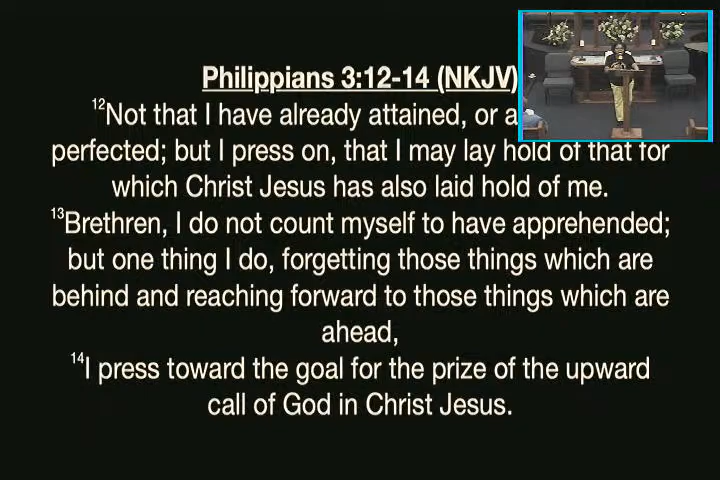 Philippians 3:12-14 (NKJV)
12Not that I have already attained, or a
perfected; but I press on, that I may lay hold of that for
which Christ Jesus has also laid hold of me.
13Brethren, I do not count myself to have apprehended;
but one thing I do, forgetting those things which are
behind and reaching forward to those things which are
ahead,
14I press toward the goal for the prize of the upward
call of God in Christ Jesus.